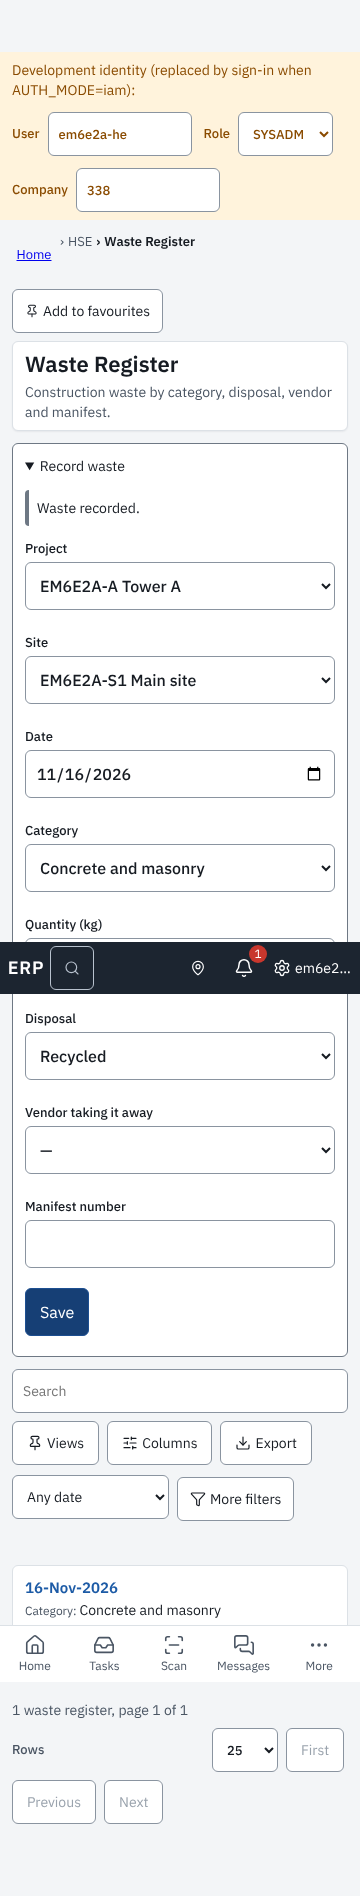 Development identity (replaced by sign-in when
AUTH_MODE=iam):
User em6e2a-he Role SYSADM
Company 338
Home › HSE › Waste Register
Add to favourites
Waste Register
Construction waste by category, disposal, vendor
and manifest.
▼ Record waste
Waste recorded.
Project
EM6E2A-A Tower A
Site
EM6E2A-S1 Main site
Date
11/16/2026
Category
Concrete and masonry
Quantity (kg)
ERP 1 em6e2...
Disposal
Recycled
Vendor taking it away
—
Manifest number
Save
Search
Views Columns Export
Any date More filters
16-Nov-2026
Category: Concrete and masonry
Home Tasks Scan Messages More
1 waste register, page 1 of 1
Rows 25 First
Previous Next